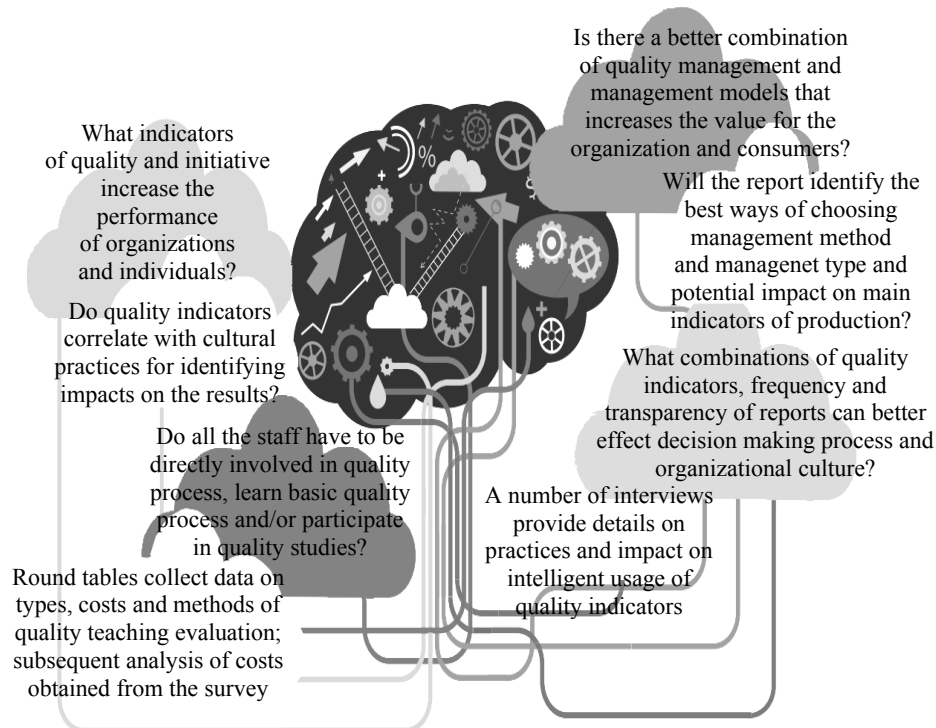 What indicators
of quality and initiative
increase the
performance
of organizations
and individuals?
Do quality indicators
correlate with cultural
practices for identifying
impacts on the results?
Do all the staff have to be
directly involved in quality
process, learn basic quality
process and/or participate
in quality studies?
Round tables collect data on
types, costs and methods of
quality teaching evaluation;
subsequent analysis of costs
obtained from the survey
%
Is there a better combination
of quality management and
management models that
increases the value for the
organization and consumers?
Will the report identify the
best ways of choosing
management method
and managenet type and
potential impact on main
indicators of production?
What combinations of quality
indicators, frequency and
transparency of reports can better
effect decision making process and
organizational culture?
A number of interviews
provide details on
practices and impact on
intelligent usage of
quality indicators